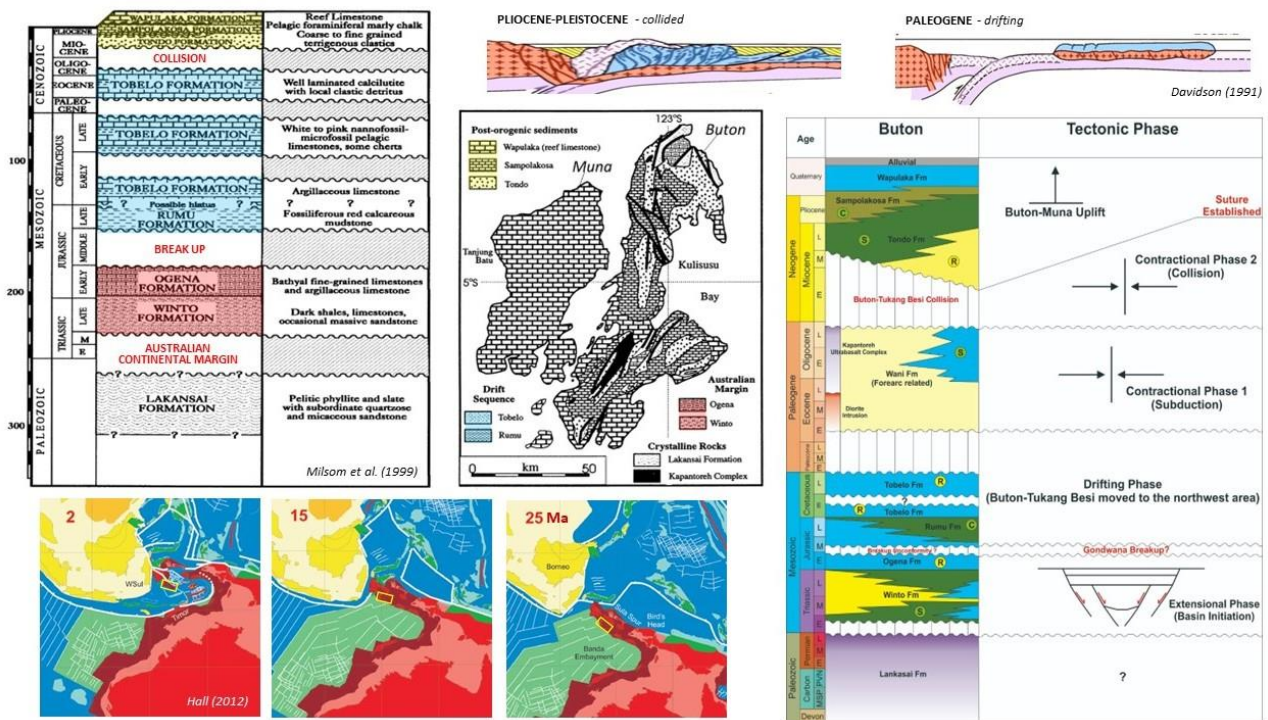 WAPULAKA FORMATION
SAMPOLAKOSA FORMATION
TONDO FORMATION
COLLISION
TOBELO FORMATION
TOBELO FORMATION
TOBELO FORMATION
Possible hiatus
? ? ? ?
RUMU
FORMATION
BREAK UP
OGENA
FORMATION
WINTO
FORMATION
AUSTRALIAN
CONTINENTAL MARGIN
? ? ? ?
LAKANSAI
FORMATION
?
CENOZOIC
MESOZOIC
PALEOZOIC
PLIOCENE
MIO-
CENE
OLIGO-
CENE
EOCENE
PALEO-
CENE
CRETACEOUS
LATE
EARLY
JURASSIC
LATE
MIDDLE
EARLY
TRIASSIC
LATE
M
E
100
200
300
Reef Limestone
Pelagic foraminiferal marly chalk
Coarse to fine grained
terrigenous clastics
Well laminated calcilutite
with local clastic detritus
White to pink nannofossil-
microfossil pelagic
limestones, some cherts
Argillaceous limestone
? ? ? ?
Fossiliferous red calcareous
mudstone
Bathyal fine-grained limestones
and argillaceous limestone
Dark shales, limestones,
occasional massive sandstone
Pelitic phyllite and slate
with subordinate quartzose
and micaceous sandstone
Milsom et al. (1999)
PLIOCENE-PLEISTOCENE - collided
PALEOGENE - drifting
Davidson (1991)
123°S
Buton
Muna
Post-orogenic sediments
Wapulaka (reef limestone)
Sampolakosa
Tondo
Tanjong
Batu
5°S
Kulisusu
Bay
Drift
Sequence
Tobelo
Rumu
Australian
Margin
Ogena
Winto
Crystalline Rocks
Lakansai Formation
Kapantoreh Complex
0 km 50
2
WSul
Timor
Hall (2012)
15
25 Ma
Borneo
Sula Spur
Bird's
Head
Banda
Embayment
Age
Buton
Tectonic Phase
Quaternary
Neogene
Pliocene
Miocene
L
M
E
Paleogene
Oligocene
L
E
Eocene
L
M
E
Paleocene
L
M
E
Mesozoic
Cretaceous
L
E
Jurassic
L
M
E
Triassic
L
M
E
Paleozoic
Permian
L
M
E
Carbon
PVN
MSP
Devon
Alluvial
Wapulaka Fm
Sampolakosa Fm
C
S
Tondo Fm
R
Buton-Tukang Besi Collision
Kapantoreh
Ultrabasalt Complex
S
Wani Fm
(Forearc related)
Diorite
Intrusion
Tobelo Fm
R
?
R
Tobelo Fm
Rumu Fm
C
Breakup Unconformity ?
Ogena Fm
R
Winto Fm
S
Lankasai Fm
Buton-Muna Uplift
Suture
Established
Contractional Phase 2
(Collision)
Contractional Phase 1
(Subduction)
Drifting Phase
(Buton-Tukang Besi moved to the northwest area)
Gondwana Breakup?
Extensional Phase
(Basin Initiation)
?